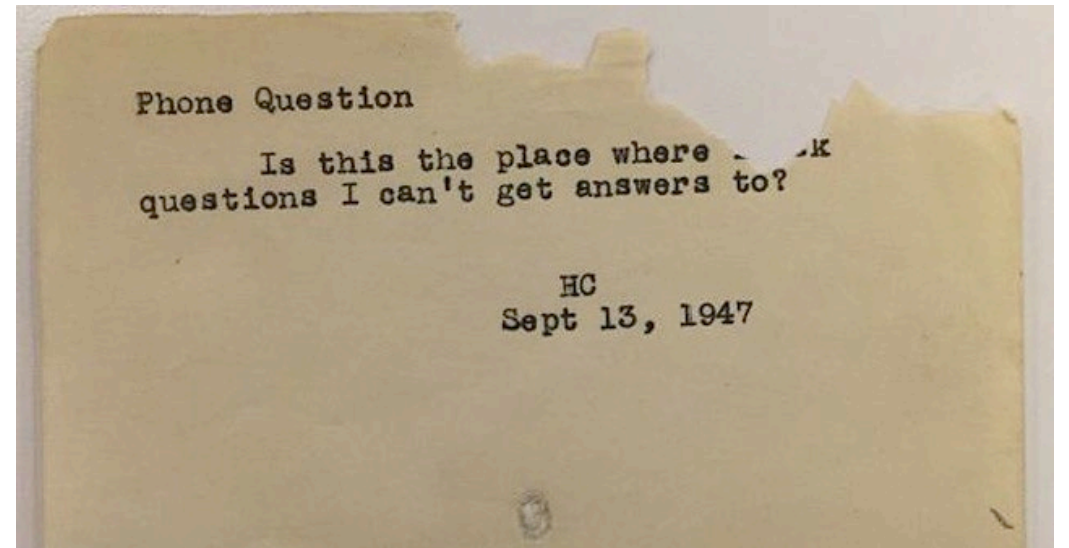 Phone Question
Is this the place where
questions I can't get answers to?
HC
Sept 13, 1947